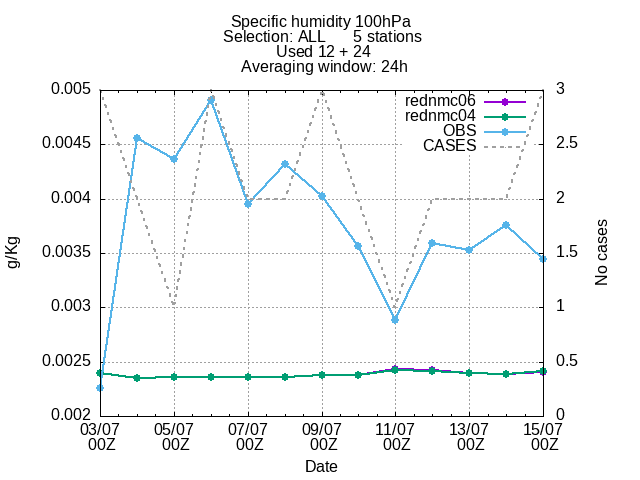 Specific humidity 100hPa
Selection: ALL 5 stations
Used 12 + 24
Averaging window: 24h
rednmc06
rednmc04
OBS
CASES
0.005
0.0045
0.004
0.0035
0.003
0.0025
0.002
g/Kg
3
2.5
2
1.5
1
0.5
0
No cases
03/07 05/07 07/07 09/07 11/07 13/07 15/07
00Z 00Z 00Z 00Z 00Z 00Z 00Z
Date